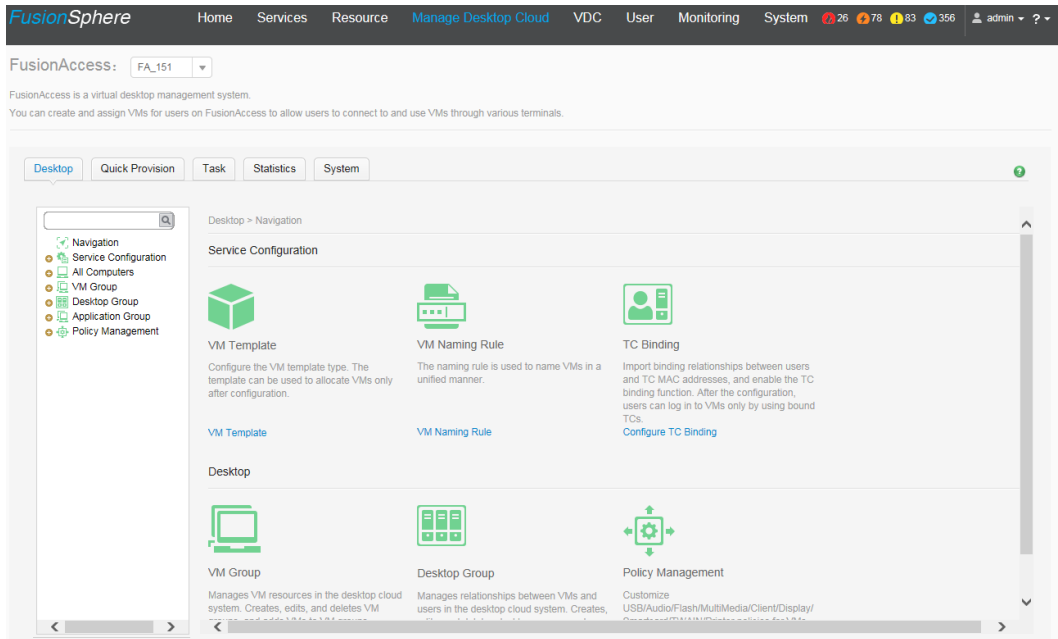 FusionSphere Home Services Resource Manage Desktop Cloud VDC User Monitoring System 26 78 83 356 admin ?
FusionAccess: FA_151
FusionAccess is a virtual desktop management system.
You can create and assign VMs for users on FusionAccess to allow users to connect to and use VMs through various terminals.
Desktop Quick Provision Task Statistics System ?
Navigation
Service Configuration
All Computers
VM Group
Desktop Group
Application Group
Policy Management
Desktop > Navigation
Service Configuration
VM Template
Configure the VM template type. The
template can be used to allocate VMs only
after configuration.
VM Template
VM Naming Rule
The naming rule is used to name VMs in a
unified manner.
VM Naming Rule
TC Binding
Import binding relationships between users
and TC MAC addresses, and enable the TC
binding function. After the configuration,
users can log in to VMs only by using bound
TCs.
Configure TC Binding
Desktop
VM Group
Manages VM resources in the desktop cloud
system. Creates, edits, and deletes VM
Desktop Group
Manages relationships between VMs and
users in the desktop cloud system. Creates,
Policy Management
Customize
USB/Audio/Flash/MultiMedia/Client/Display/